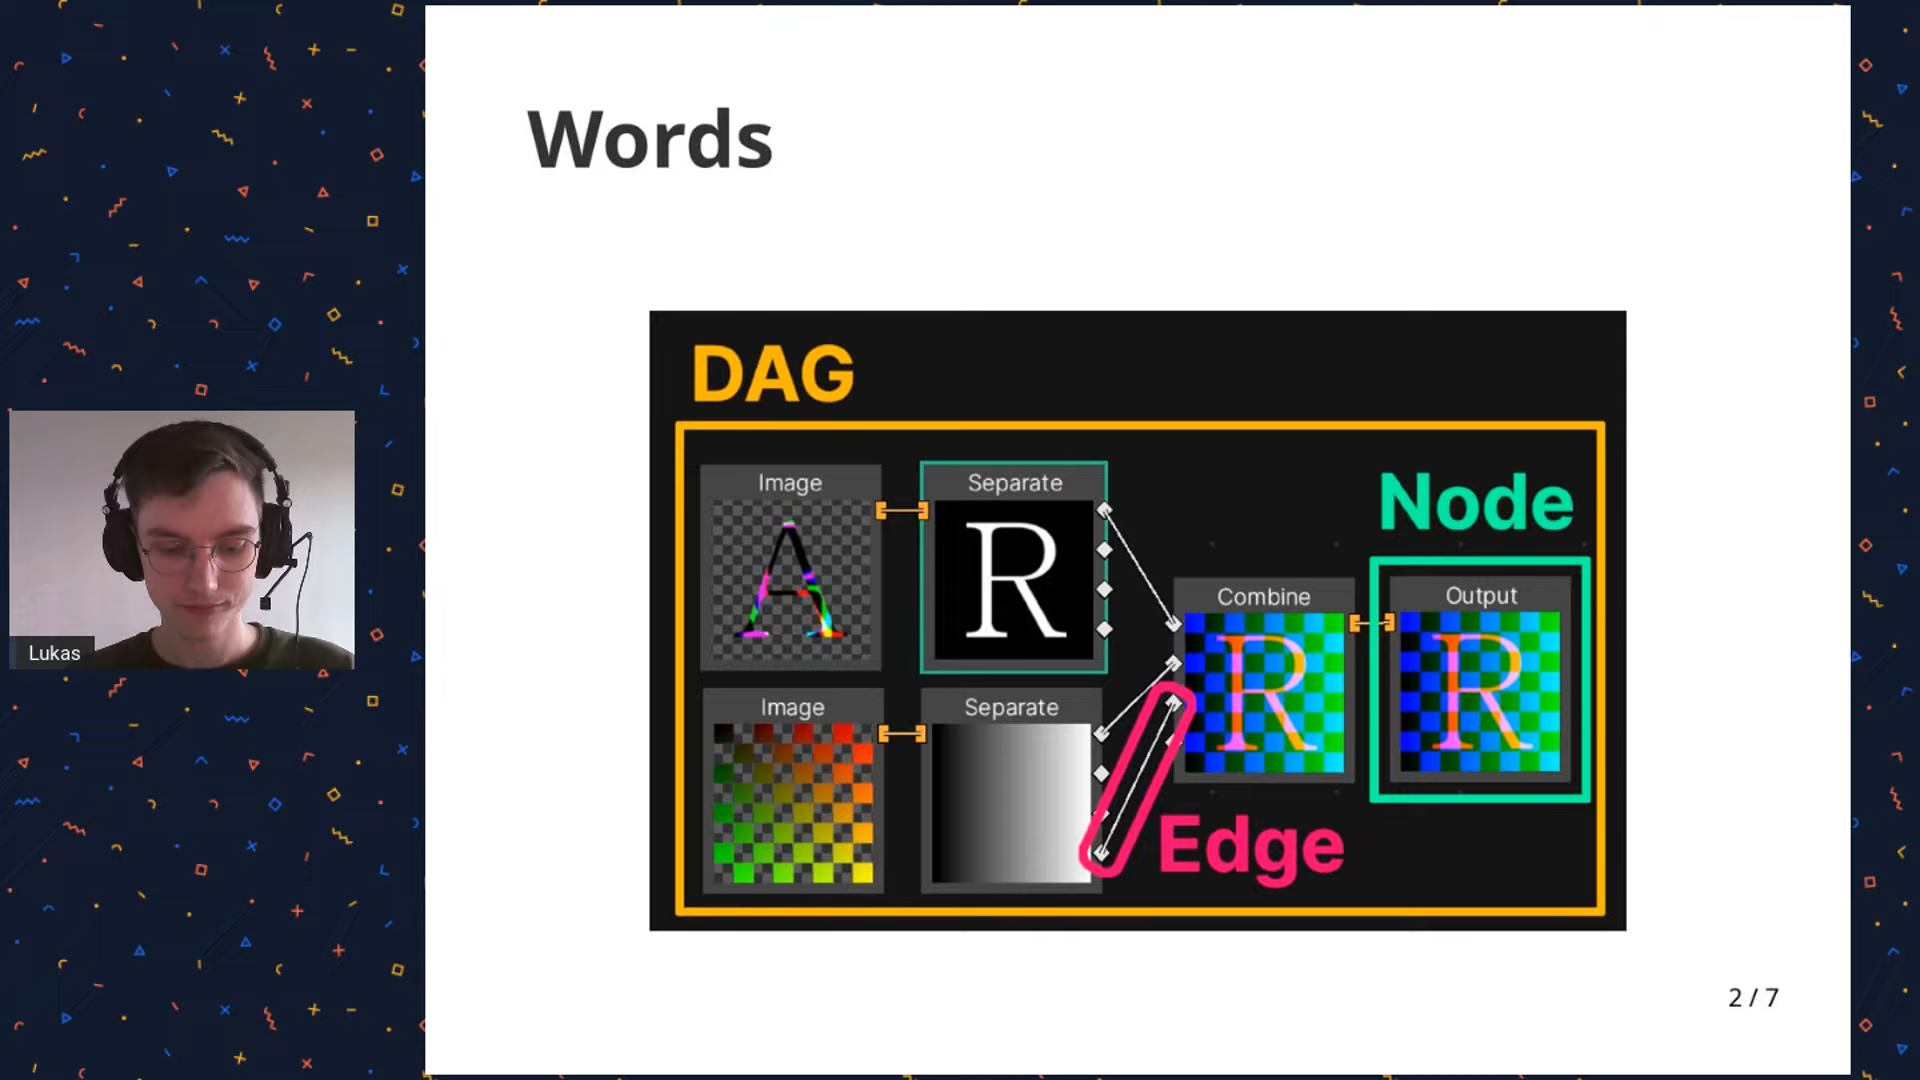 Words
DAG
Node
Image
Separate
R
A
Combine
Output
R
R
Image
Separate
Edge
Lukas
2 / 7